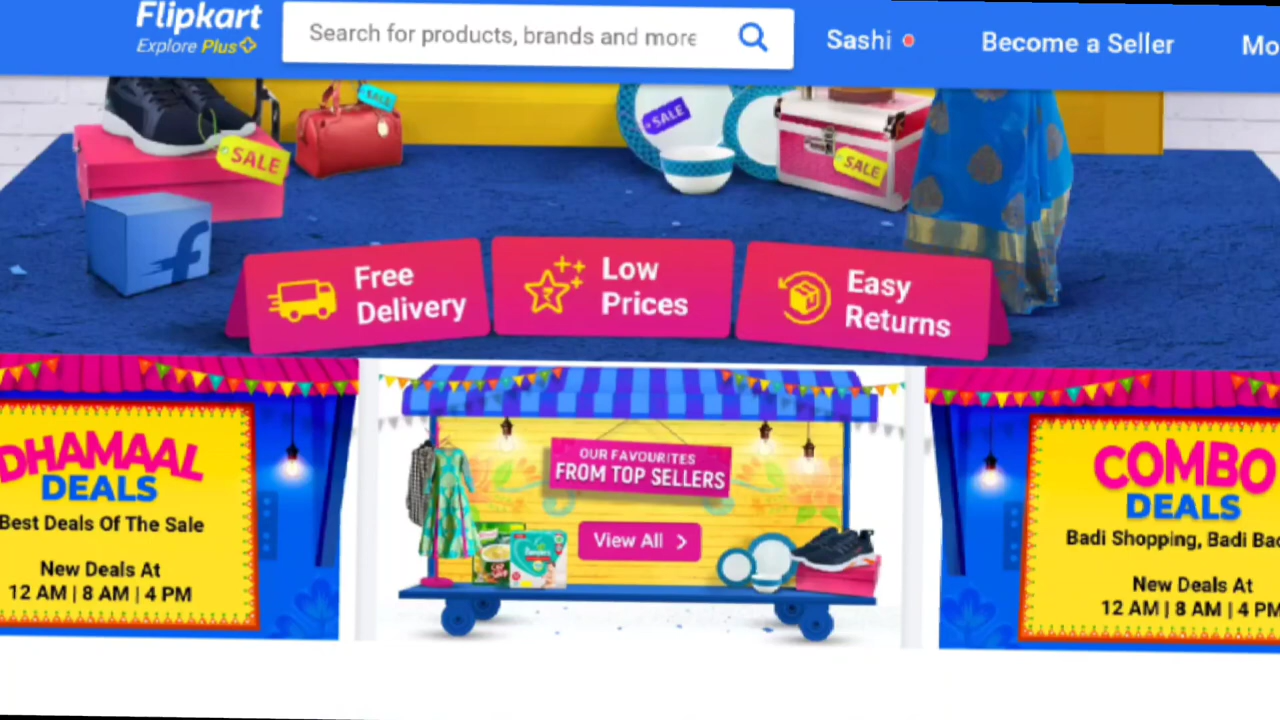 Flipkart
Explore Plus
Search for products, brands and more
Sashi
Become a Seller
Mo
SALE
SALE
SALE
SALE
f
Free
Delivery
Low
Prices
Easy
Returns
DHAMAAL
DEALS
Best Deals Of The Sale
New Deals At
12 AM | 8 AM | 4 PM
OUR FAVOURITES
FROM TOP SELLERS
View All
Pampers
COMBO
DEALS
Badi Shopping, Badi Bac
New Deals At
12 AM | 8 AM | 4 PM